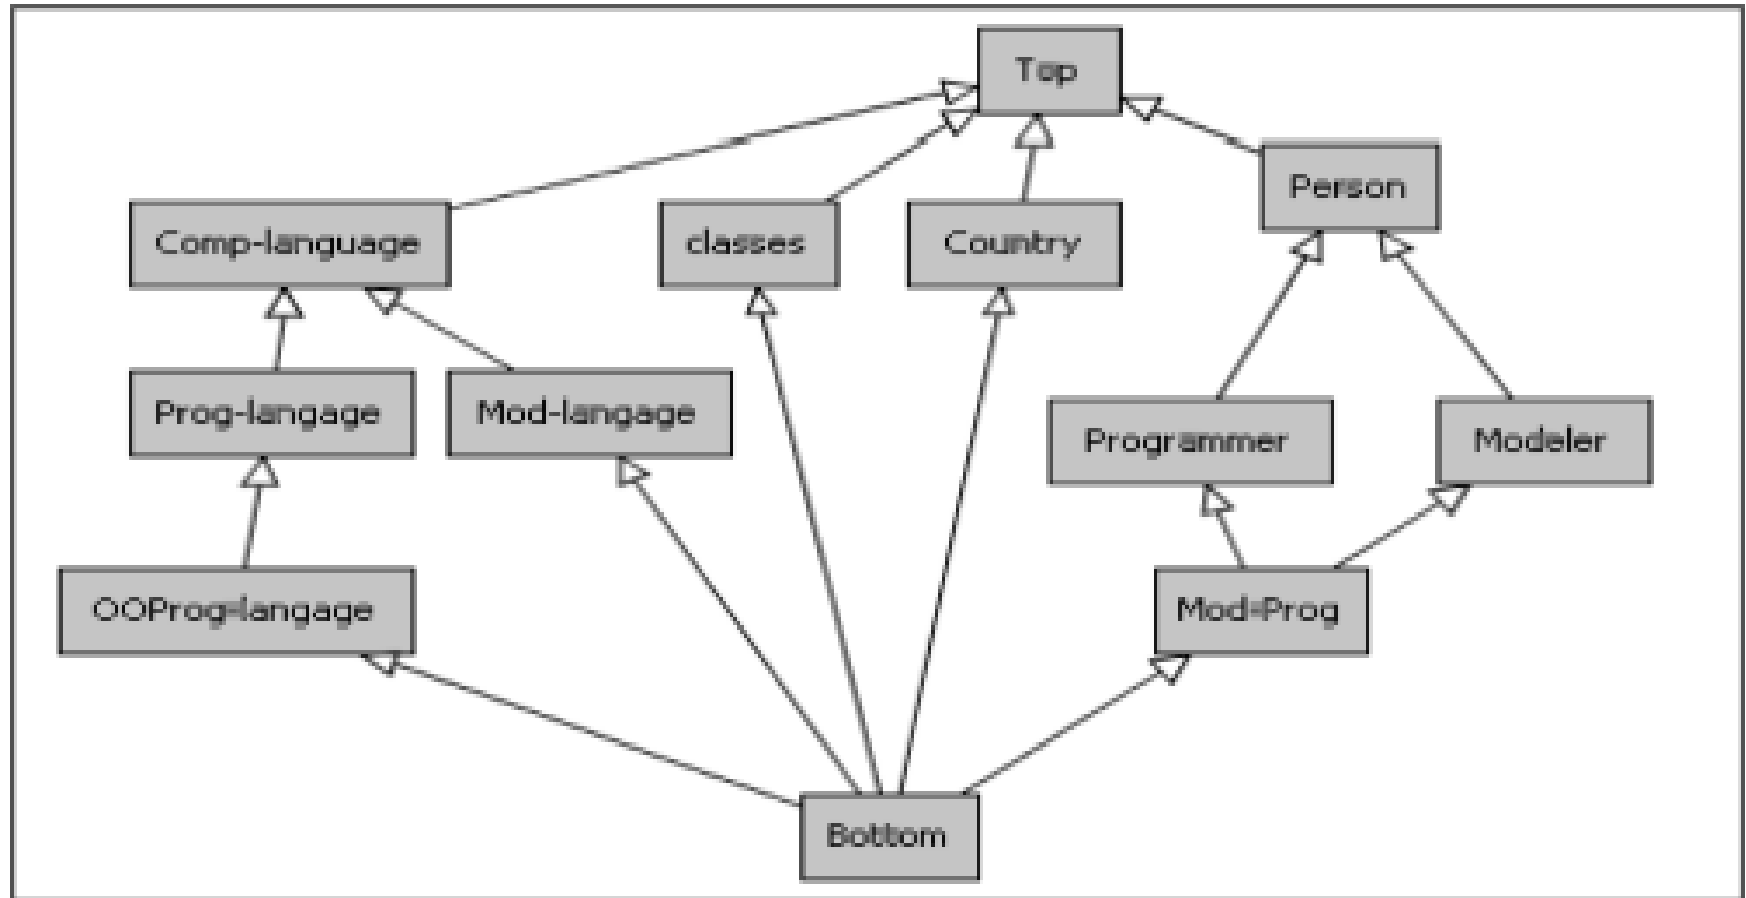 Top
Person
Comp-language
classes
Country
Prog-langage
Mod-langage
Programmer
Modeler
OOProg-langage
Mod-Prog
Bottom